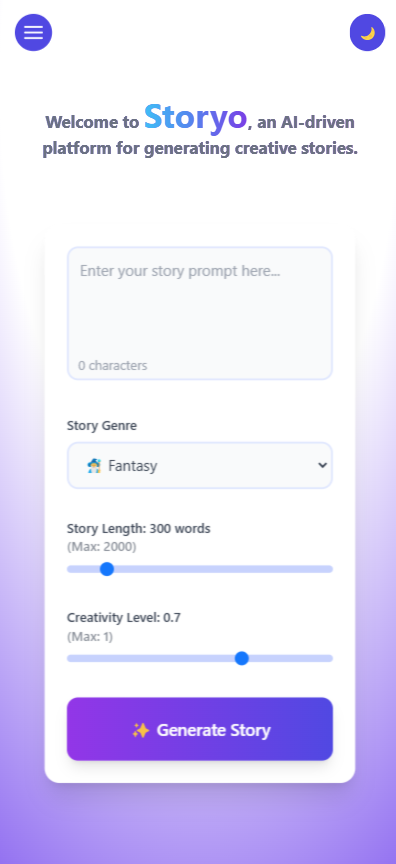 Welcome to Storyo, an AI-driven
platform for generating creative stories.
Enter your story prompt here...
0 characters
Story Genre
Fantasy
Story Length: 300 words
(Max: 2000)
Creativity Level: 0.7
(Max: 1)
✨ Generate Story